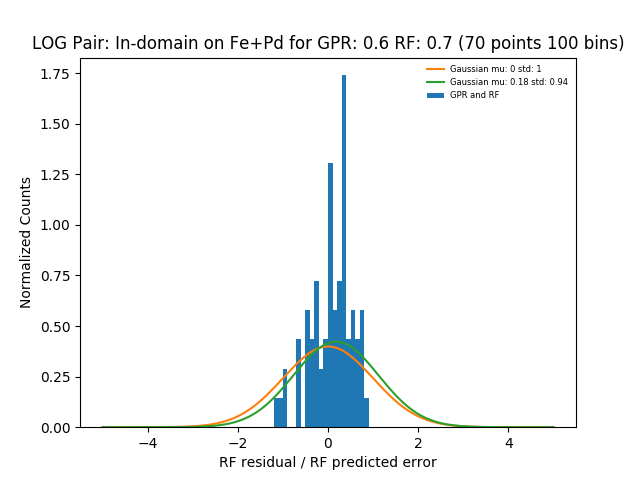 LOG Pair: In-domain on Fe+Pd for GPR: 0.6 RF: 0.7 (70 points 100 bins)
Gaussian mu: 0 std: 1
Gaussian mu: 0.18 std: 0.94
GPR and RF
Normalized Counts
1.75
1.50
1.25
1.00
0.75
0.50
0.25
0.00
−4 −2 0 2 4
RF residual / RF predicted error